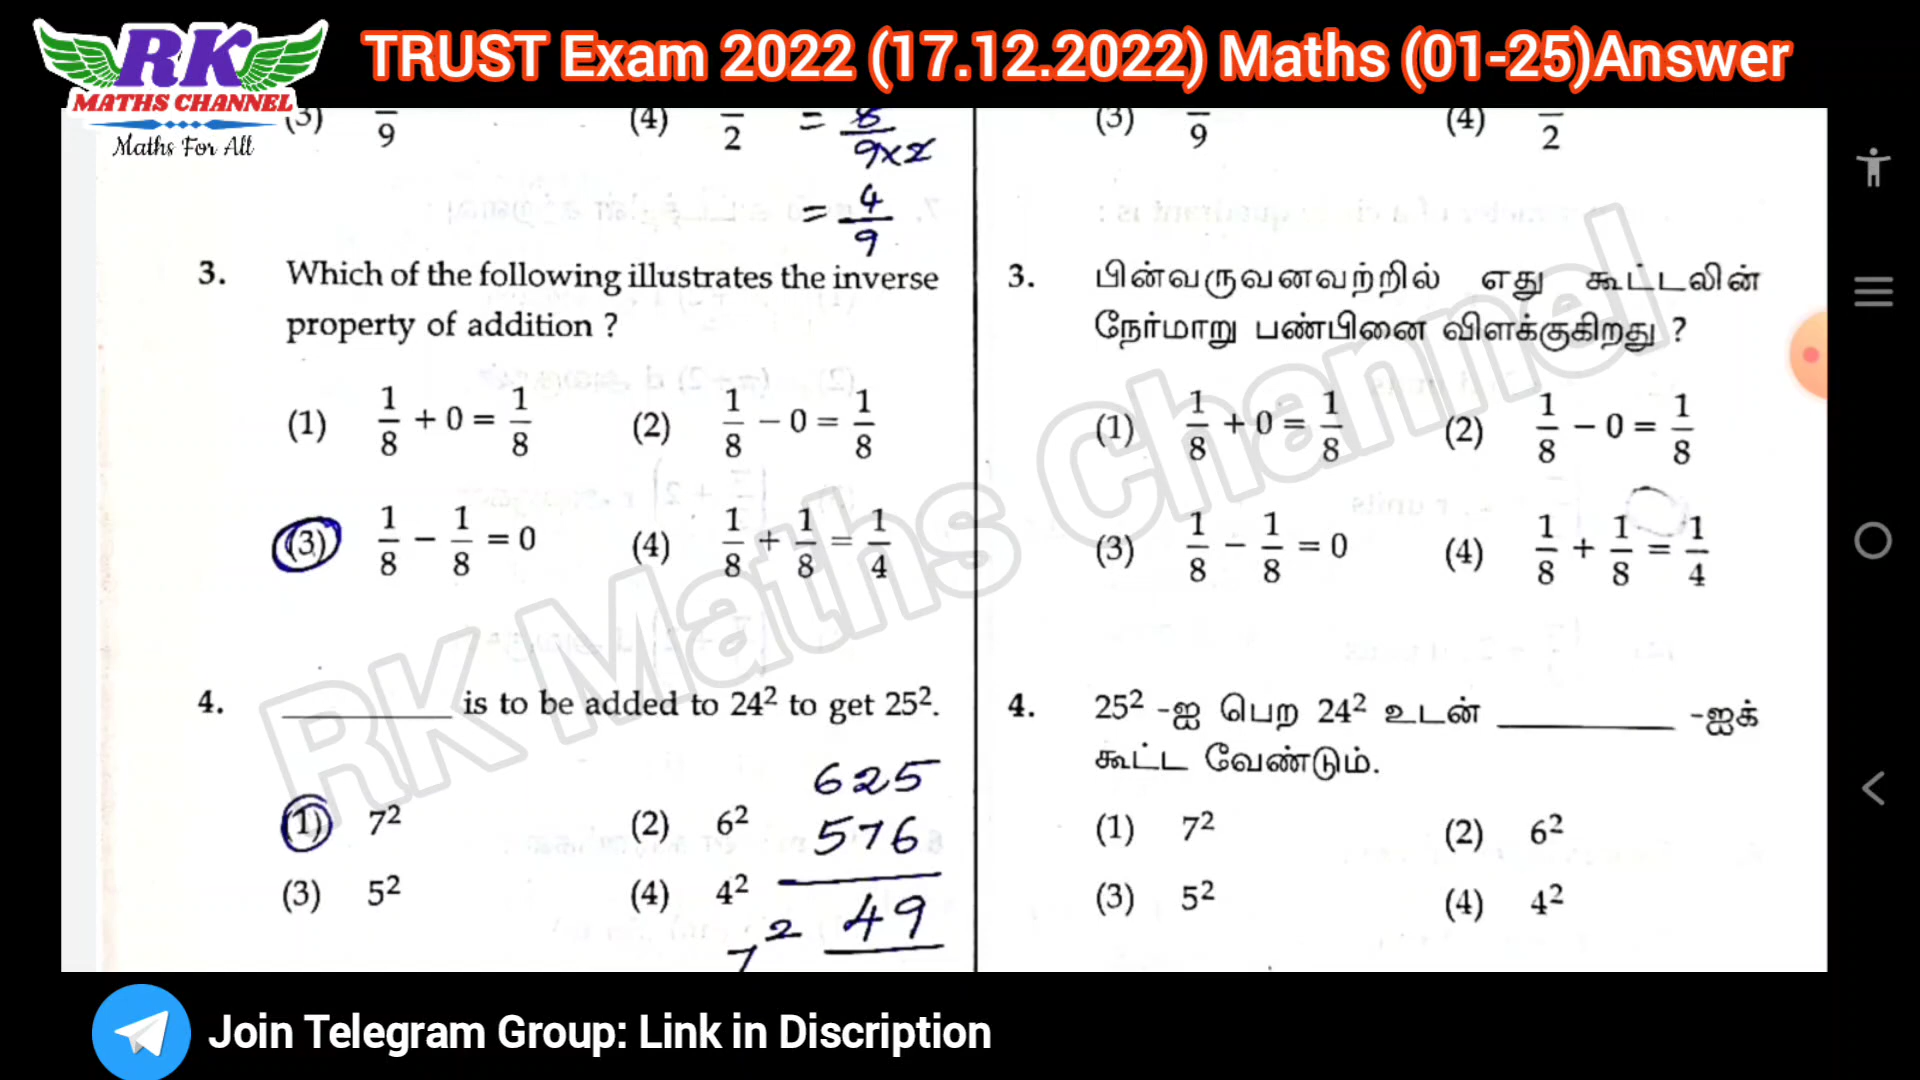 RK
MATHS CHANNEL
Maths For All
TRUST Exam 2022 (17.12.2022) Maths (01-25)Answer
(3) 9 (4) 2 = 8/9×2
= 4/9
3. Which of the following illustrates the inverse
property of addition ?
(1) 1/8 + 0 = 1/8 (2) 1/8 − 0 = 1/8
(3) 1/8 − 1/8 = 0 (4) 1/8 + 1/8 = 1/4
4. ________ is to be added to 24² to get 25².
625
(1) 7² (2) 6² 576
(3) 5² (4) 4² 49
7²
(3) 9 (4) 2
3. பின்வருவனவற்றில் எது கூட்டலின்
நேர்மாறு பண்பினை விளக்குகிறது ?
(1) 1/8 + 0 = 1/8 (2) 1/8 − 0 = 1/8
(3) 1/8 − 1/8 = 0 (4) 1/8 + 1/8 = 1/4
4. 25² -ஐ பெற 24² உடன் ________ -ஐக்
கூட்ட வேண்டும்.
(1) 7² (2) 6²
(3) 5² (4) 4²
RK Maths Channel
Join Telegram Group: Link in Discription